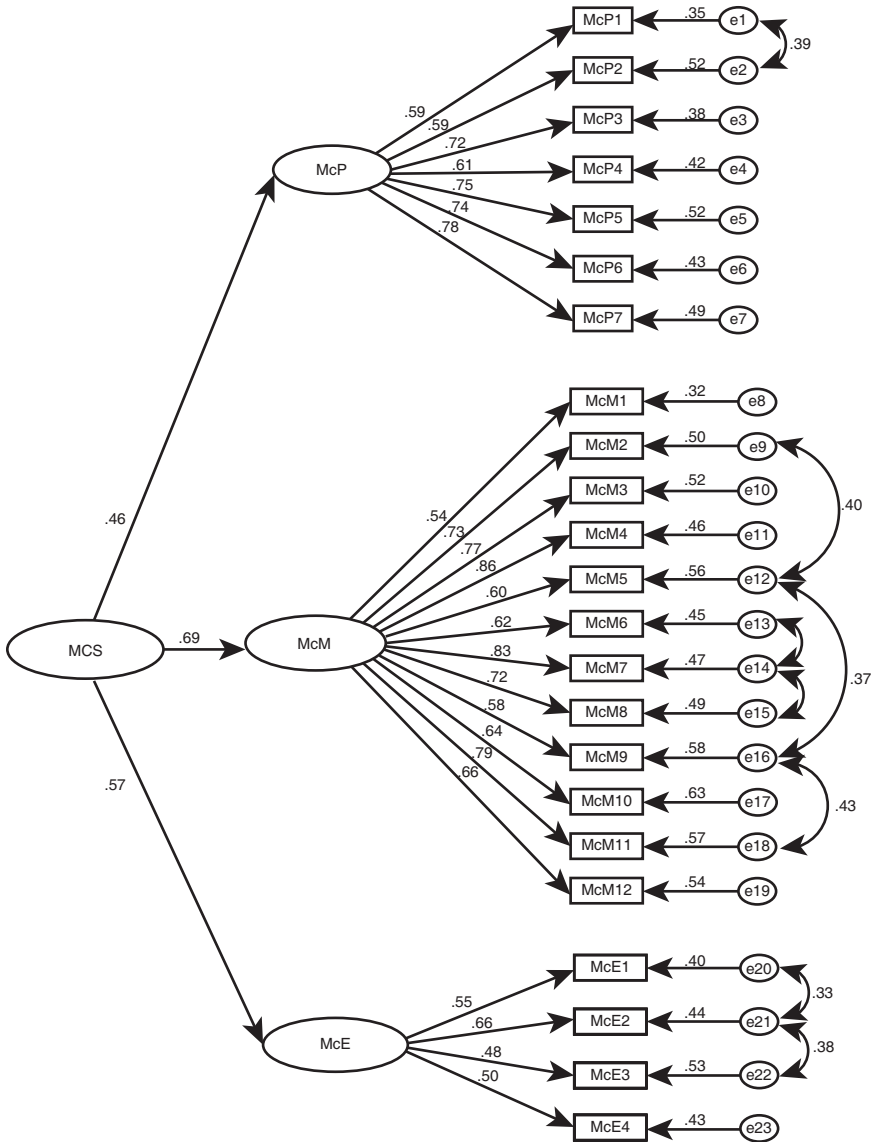 McP1 .35 e1
.39
McP2 .52 e2
.59
.59
McP3 .38 e3
.72
McP
.61
McP4 .42 e4
.75
McP5 .52 e5
.74
.78
McP6 .43 e6
McP7 .49 e7
McM1 .32 e8
McM2 .50 e9
McM3 .52 e10
.40
.46
.54
.73
McM4 .46 e11
.77
.86
McM5 .56 e12
.60
McM6 .45 e13
.62
MCS
.69
McM
.83
McM7 .47 e14
.37
.72
McM8 .49 e15
.58
.64
McM9 .58 e16
.79
.66
McM10 .63 e17
.43
.57
McM11 .57 e18
McM12 .54 e19
McE1 .40 e20
.33
.55
McE2 .44 e21
.66
McE
.38
.48
McE3 .53 e22
.50
McE4 .43 e23